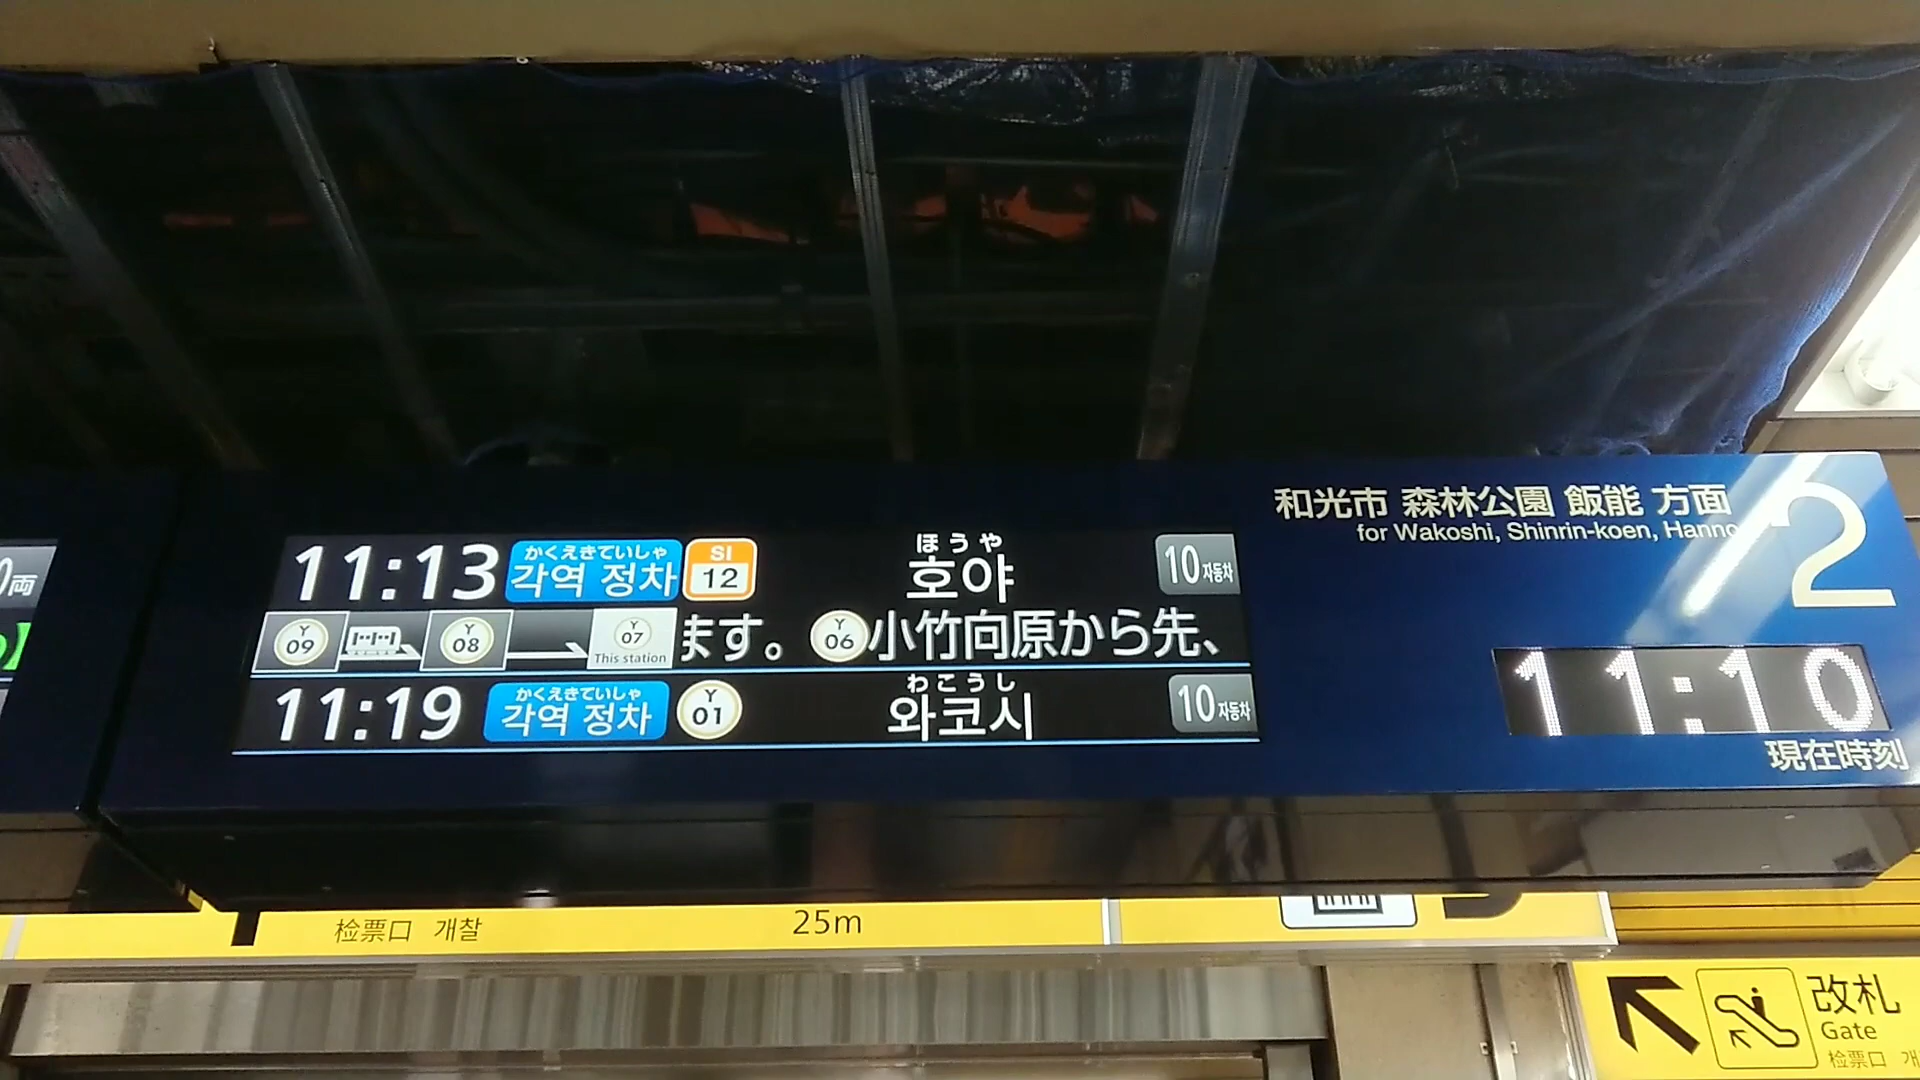 和光市 森林公園 飯能 方面
for Wakoshi, Shinrin-koen, Hanno
2
11:10
現在時刻
両
かくえきていしゃ ほうや
11:13 각역 정차 SI 12 호야 10 자동차
Y 09 Y 08 Y 07 This station ます。 Y 06 小竹向原から先、
かくえきていしゃ わこうし
11:19 각역 정차 Y 01 와코시 10 자동차
检票口 개찰 25m
改札
Gate
检票口